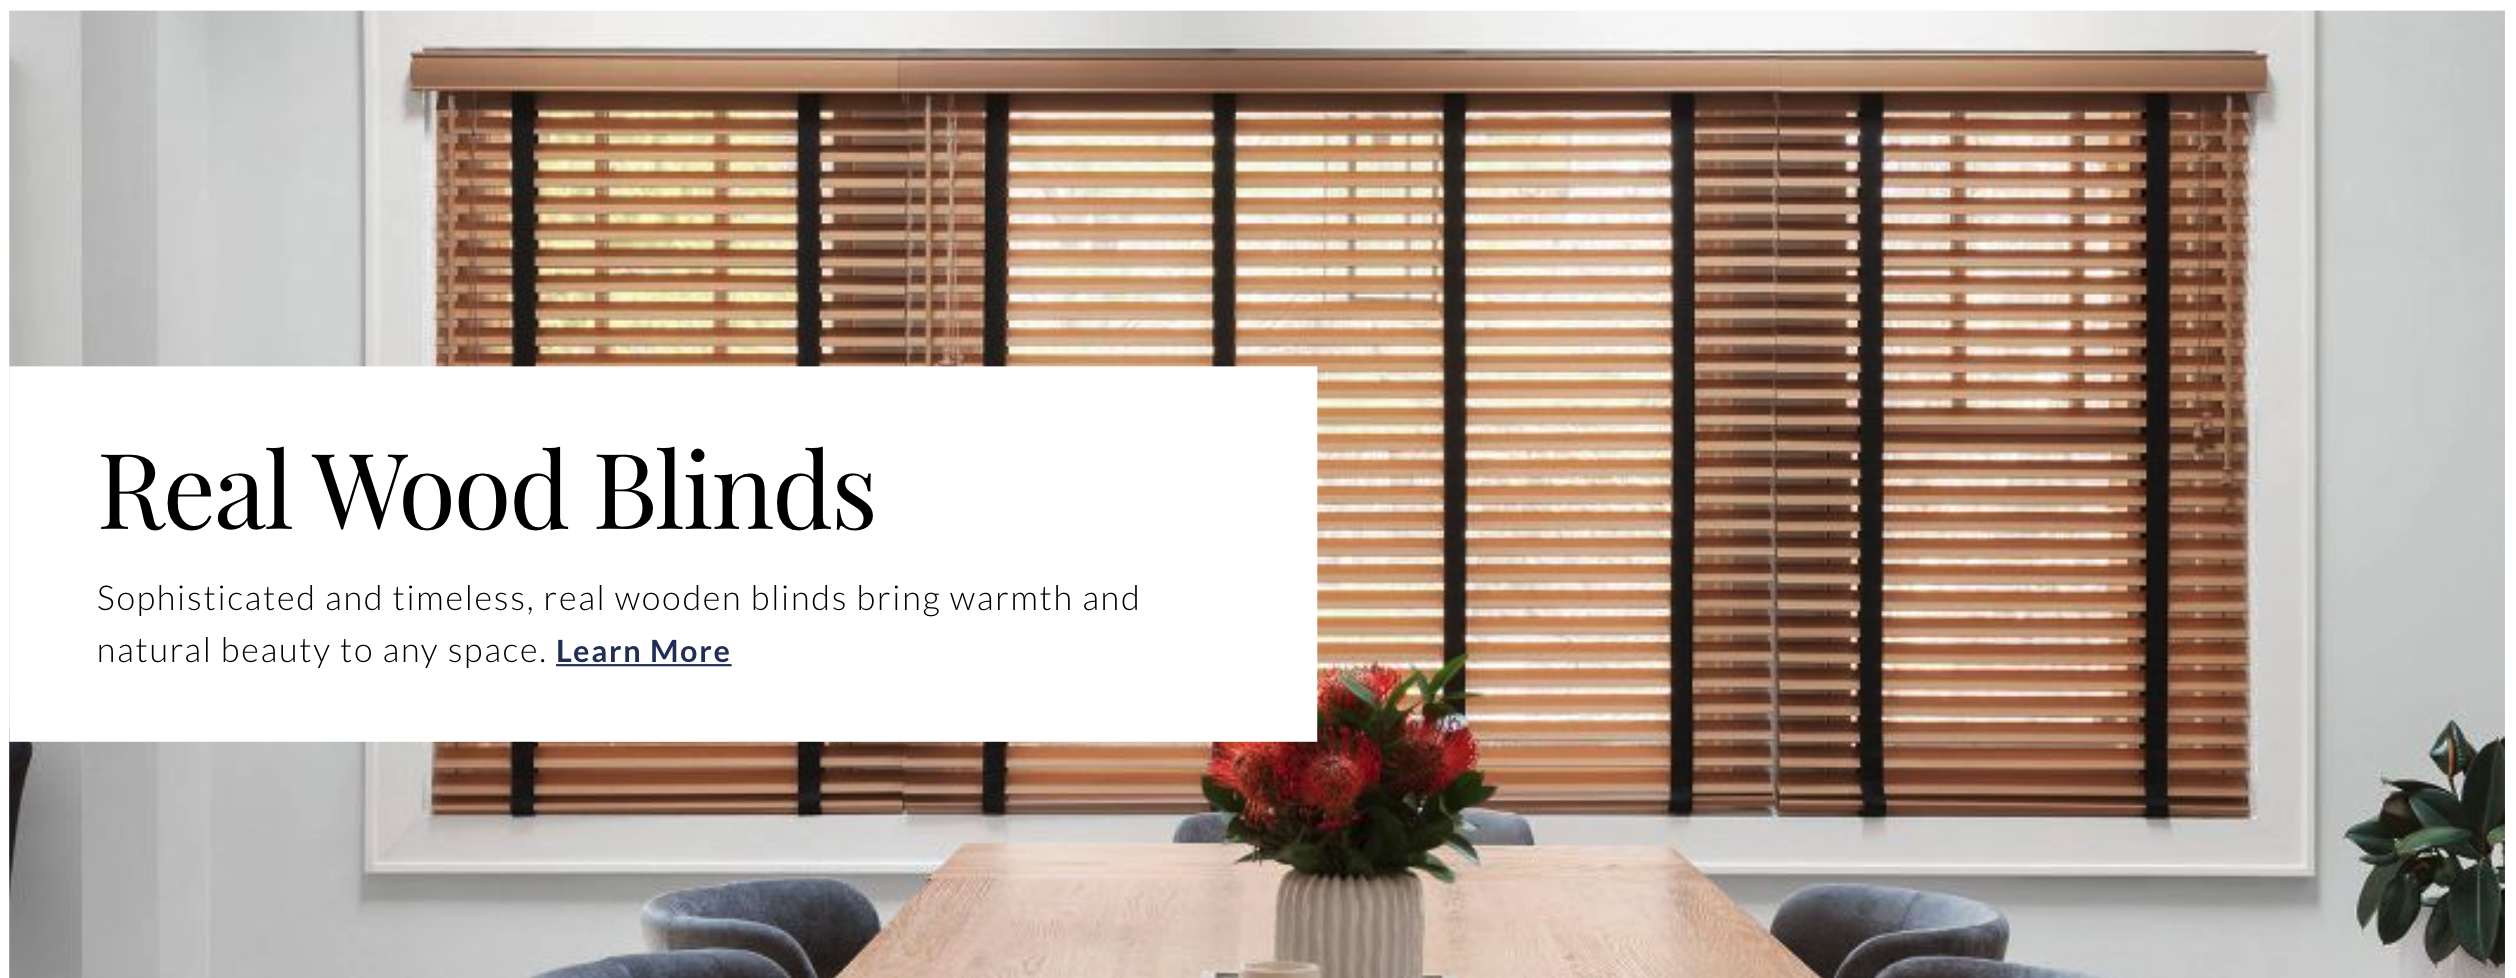 Real Wood Blinds
Sophisticated and timeless, real wooden blinds bring warmth and
natural beauty to any space. Learn More